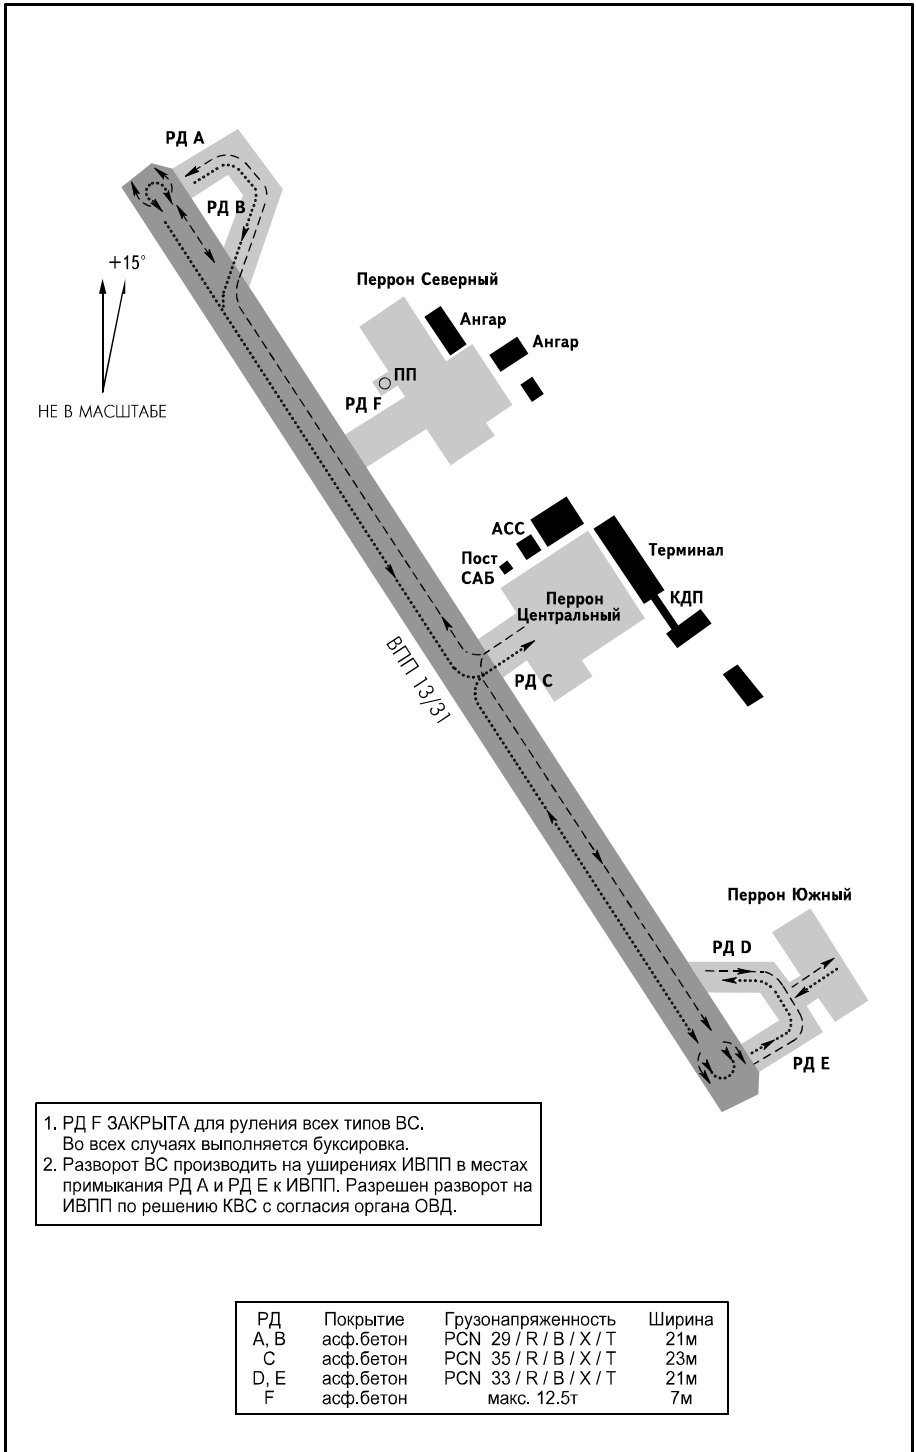 РД A
РД B
+15°
НЕ В МАСШТАБЕ
Перрон Северный
Ангар
Ангар
ПП
РД F
АСС
Пост
САБ
Терминал
КДП
Перрон
Центральный
РД C
ВПП 13/31
Перрон Южный
РД D
РД E
1. РД F ЗАКРЫТА для руления всех типов ВС.
Во всех случаях выполняется буксировка.
2. Разворот ВС производить на уширениях ИВПП в местах
примыкания РД А и РД Е к ИВПП. Разрешен разворот на
ИВПП по решению КВС с согласия органа ОВД.
РД Покрытие Грузонапряженность Ширина
A, B асф.бетон PCN 29 / R / B / X / T 21м
C асф.бетон PCN 35 / R / B / X / T 23м
D, E асф.бетон PCN 33 / R / B / X / T 21м
F асф.бетон макс. 12.5т 7м